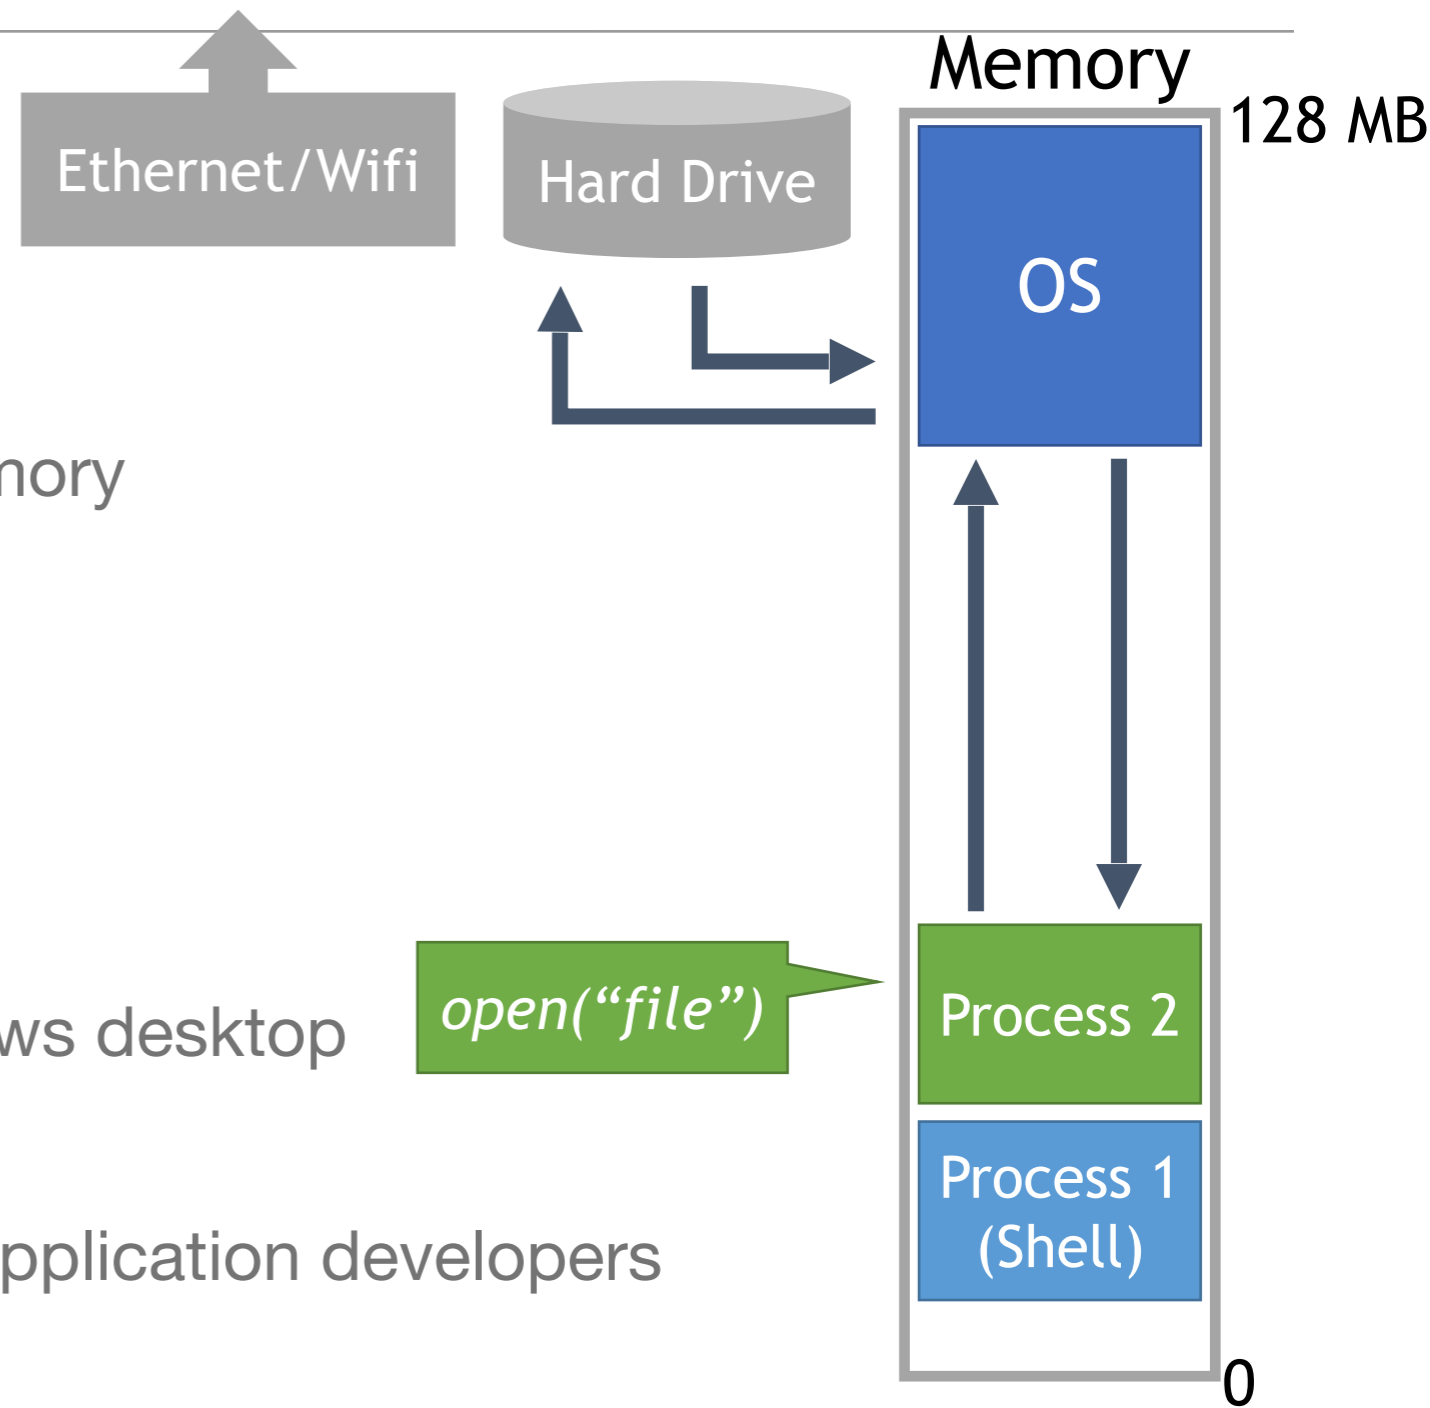 Memory
128 MB
Ethernet/Wifi
Hard Drive
OS
mory
ws desktop
open(“file”)
Process 2
Process 1
(Shell)
pplication developers
0